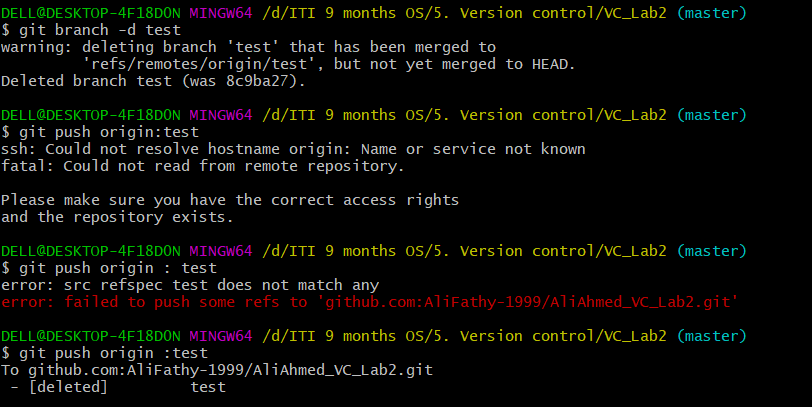 DELL@DESKTOP-4F18DON MINGW64 /d/ITI 9 months OS/5. Version control/VC_Lab2 (master)
$ git branch -d test
warning: deleting branch 'test' that has been merged to
         'refs/remotes/origin/test', but not yet merged to HEAD.
Deleted branch test (was 8c9ba27).
DELL@DESKTOP-4F18DON MINGW64 /d/ITI 9 months OS/5. Version control/VC_Lab2 (master)
$ git push origin:test
ssh: Could not resolve hostname origin: Name or service not known
fatal: Could not read from remote repository.
Please make sure you have the correct access rights
and the repository exists.
DELL@DESKTOP-4F18DON MINGW64 /d/ITI 9 months OS/5. Version control/VC_Lab2 (master)
$ git push origin : test
error: src refspec test does not match any
error: failed to push some refs to 'github.com:AliFathy-1999/AliAhmed_VC_Lab2.git'
DELL@DESKTOP-4F18DON MINGW64 /d/ITI 9 months OS/5. Version control/VC_Lab2 (master)
$ git push origin :test
To github.com:AliFathy-1999/AliAhmed_VC_Lab2.git
 - [deleted]         test